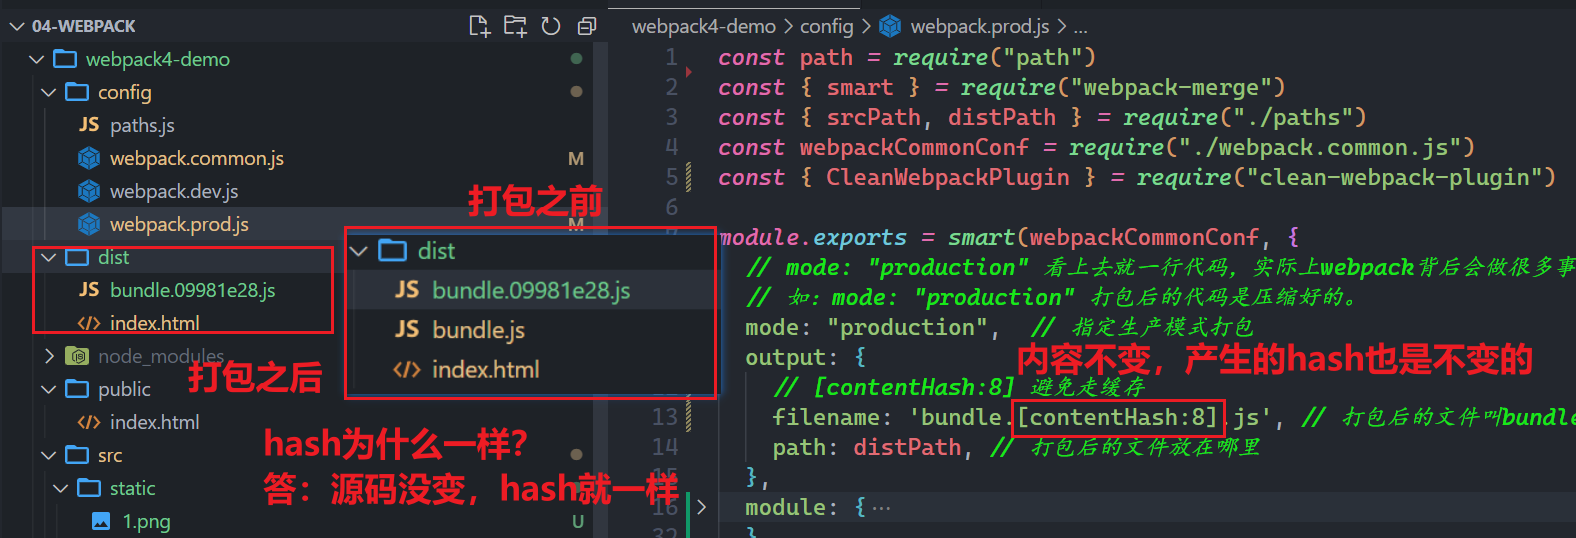 04-WEBPACK
webpack4-demo
config
paths.js
webpack.common.js M
webpack.dev.js
webpack.prod.js M
dist
bundle.09981e28.js
index.html
node_modules
public
index.html
src
static
1.png U
打包之前
dist
bundle.09981e28.js
bundle.js
index.html
打包之后
hash为什么一样?
答：源码没变，hash就一样
webpack4-demo > config > webpack.prod.js > ...
1 const path = require("path")
2 const { smart } = require("webpack-merge")
3 const { srcPath, distPath } = require("./paths")
4 const webpackCommonConf = require("./webpack.common.js")
5 const { CleanWebpackPlugin } = require("clean-webpack-plugin")
6
module.exports = smart(webpackCommonConf, {
// mode: "production" 看上去就一行代码，实际上webpack背后会做很多事
// 如：mode: "production" 打包后的代码是压缩好的。
mode: "production", // 指定生产模式打包
output: {
内容不变，产生的hash也是不变的
// [contentHash:8] 避免走缓存
13 filename: 'bundle.[contentHash:8].js', // 打包后的文件叫bundle
14 path: distPath, // 打包后的文件放在哪里
15 },
16 module: {···
32 }